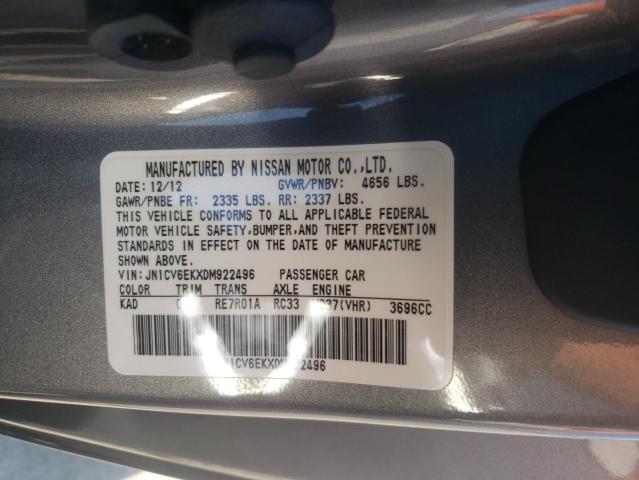 MANUFACTURED BY NISSAN MOTOR CO.,LTD.
DATE: 12/12 GVWR/PNBV: 4656 LBS.
GAWR/PNBE FR: 2335 LBS. RR: 2337 LBS.
THIS VEHICLE CONFORMS TO ALL APPLICABLE FEDERAL
MOTOR VEHICLE SAFETY,BUMPER,AND THEFT PREVENTION
STANDARDS IN EFFECT ON THE DATE OF MANUFACTURE
SHOWN ABOVE.
VIN: JN1CV6EKXDM922496 PASSENGER CAR
COLOR TRIM TRANS AXLE ENGINE
KAD RE7R01A RC33 3696CC